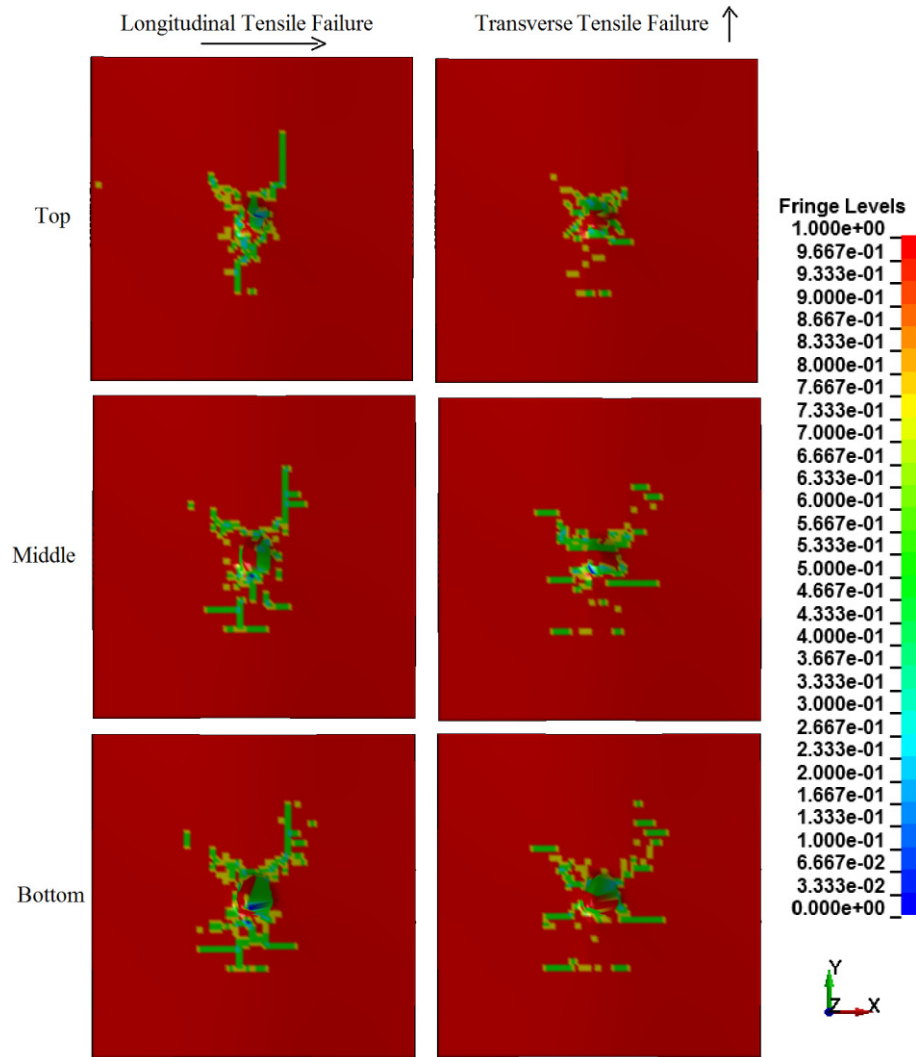 Longitudinal Tensile Failure
Transverse Tensile Failure
Top
Middle
Bottom
Fringe Levels
1.000e+00
9.667e-01
9.333e-01
9.000e-01
8.667e-01
8.333e-01
8.000e-01
7.667e-01
7.333e-01
7.000e-01
6.667e-01
6.333e-01
6.000e-01
5.667e-01
5.333e-01
5.000e-01
4.667e-01
4.333e-01
4.000e-01
3.667e-01
3.333e-01
3.000e-01
2.667e-01
2.333e-01
2.000e-01
1.667e-01
1.333e-01
1.000e-01
6.667e-02
3.333e-02
0.000e+00
Y
Z X